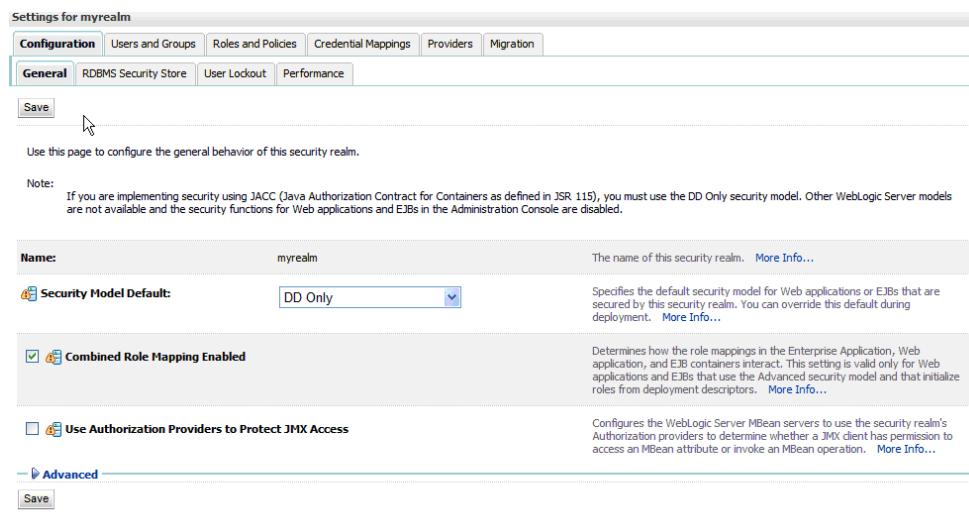 Settings for myrealm
Configuration Users and Groups Roles and Policies Credential Mappings Providers Migration
General RDBMS Security Store User Lockout Performance
Save
Use this page to configure the general behavior of this security realm.
Note:
If you are implementing security using JACC (Java Authorization Contract for Containers as defined in JSR 115), you must use the DD Only security model. Other WebLogic Server models
are not available and the security functions for Web applications and EJBs in the Administration Console are disabled.
Name: myrealm The name of this security realm. More Info...
Security Model Default: DD Only Specifies the default security model for Web applications or EJBs that are
secured by this security realm. You can override this default during
deployment. More Info...
Combined Role Mapping Enabled Determines how the role mappings in the Enterprise Application, Web
application, and EJB containers interact. This setting is valid only for Web
applications and EJBs that use the Advanced security model and that initialize
roles from deployment descriptors. More Info...
Use Authorization Providers to Protect JMX Access Configures the WebLogic Server MBean servers to use the security realm's
Authorization providers to determine whether a JMX client has permission to
access an MBean attribute or invoke an MBean operation. More Info...
Advanced
Save